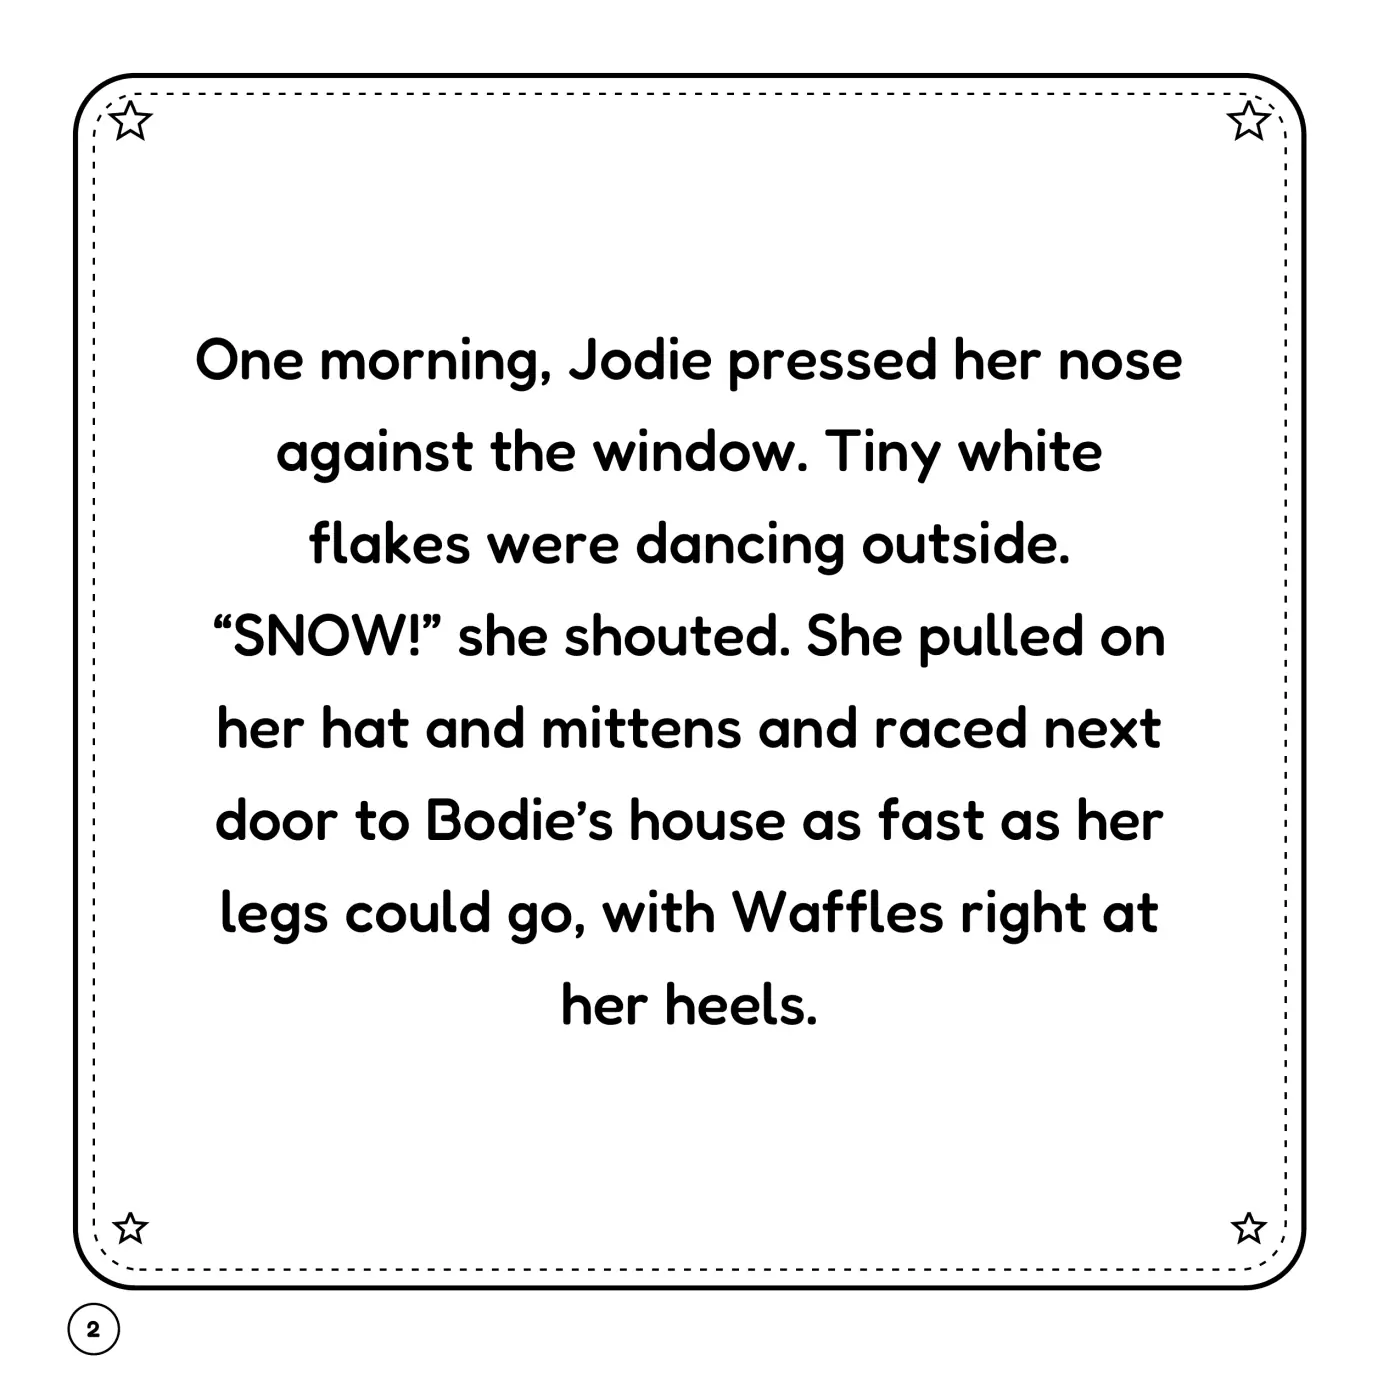 One morning, Jodie pressed her nose
against the window. Tiny white
flakes were dancing outside.
“SNOW!” she shouted. She pulled on
her hat and mittens and raced next
door to Bodie’s house as fast as her
legs could go, with Waffles right at
her heels.
2